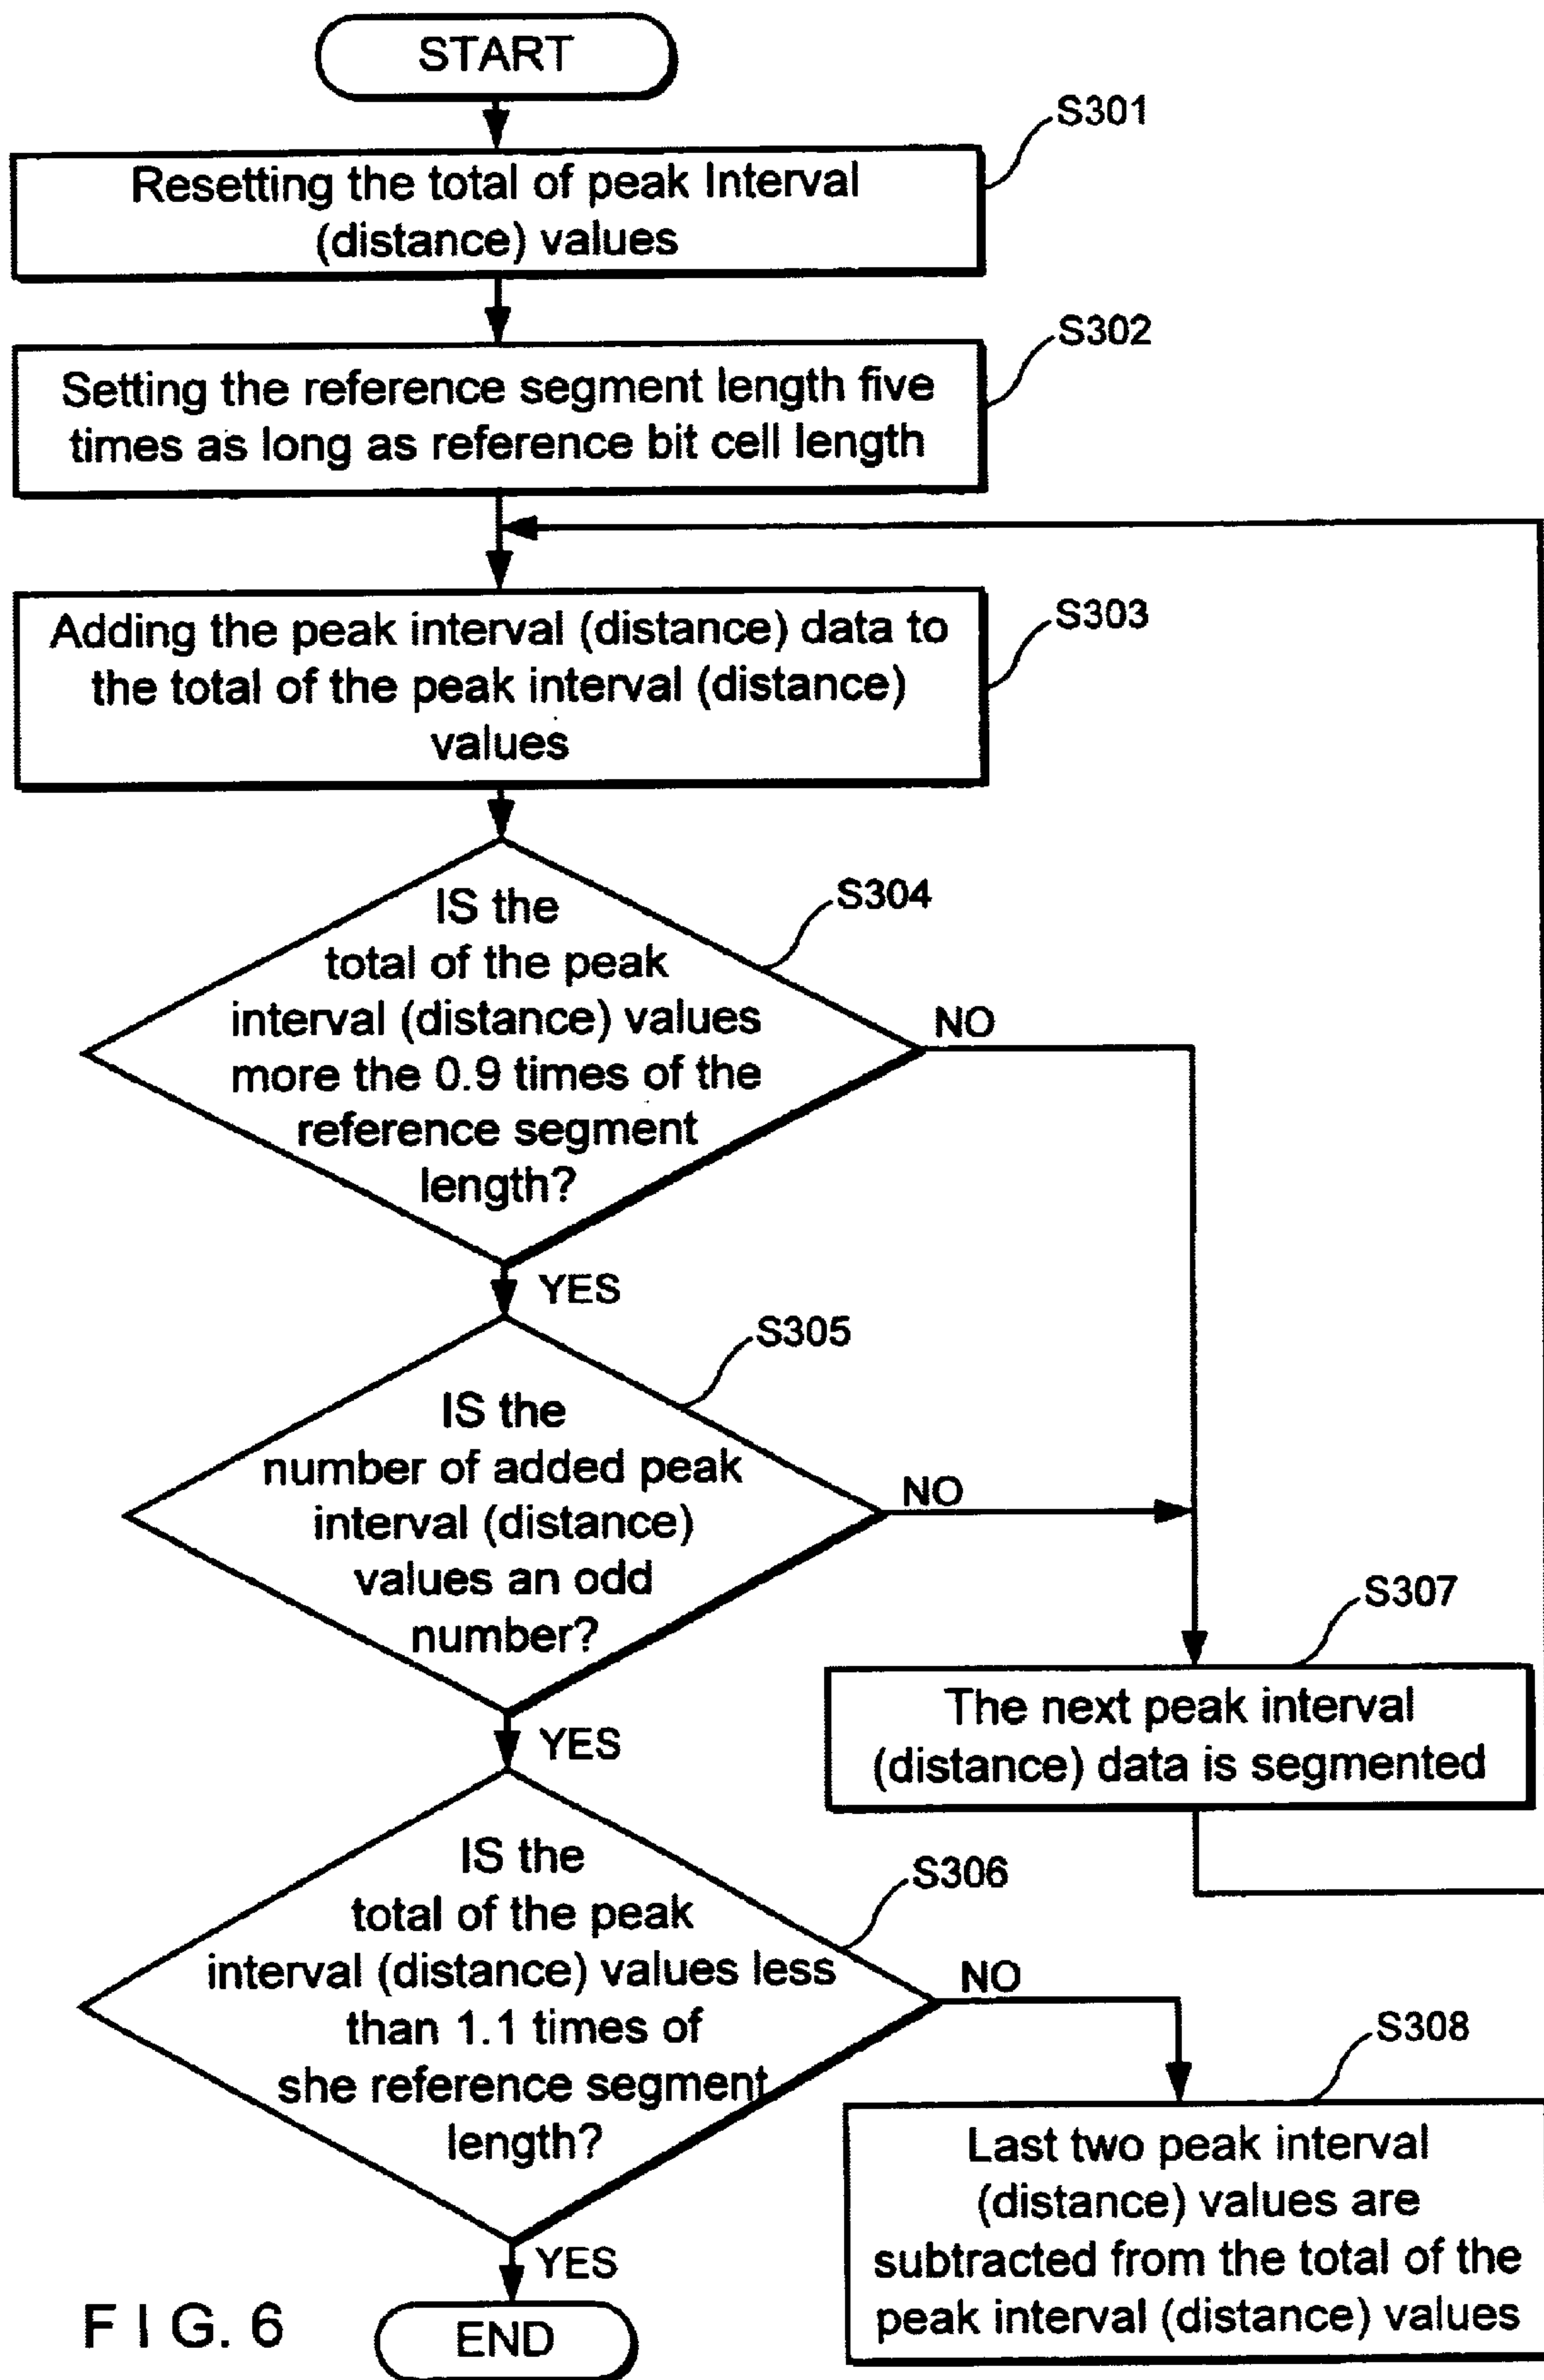 START
S301
Resetting the total of peak Interval
(distance) values
S302
Setting the reference segment length five
times as long as reference bit cell length
S303
Adding the peak interval (distance) data to
the total of the peak interval (distance)
values
S304
IS the
total of the peak
interval (distance) values
more the 0.9 times of the
reference segment
length?
NO
YES
S305
IS the
number of added peak
interval (distance)
values an odd
number?
NO
YES
S307
The next peak interval
(distance) data is segmented
S306
IS the
total of the peak
interval (distance) values less
than 1.1 times of
she reference segment
length?
NO
YES
S308
Last two peak interval
(distance) values are
subtracted from the total of the
peak interval (distance) values
END
F I G. 6